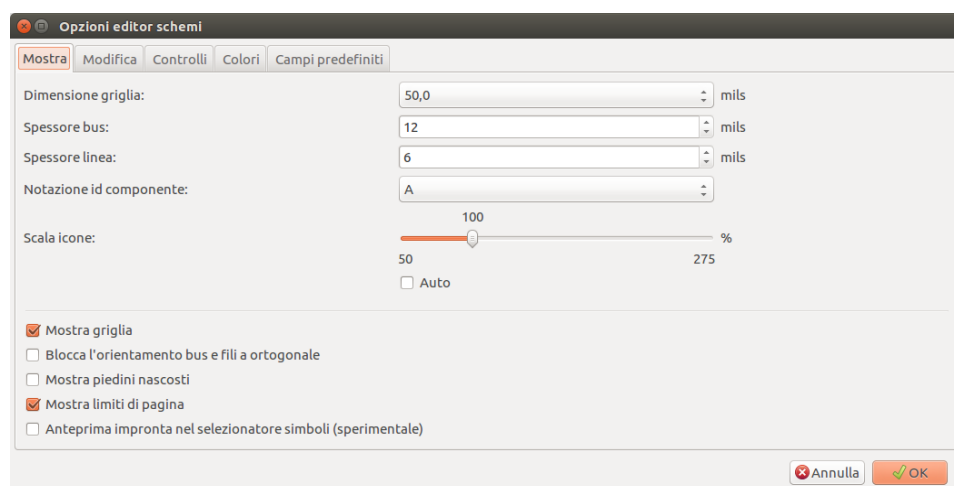 Opzioni editor schemi
Mostra Modifica Controlli Colori Campi predefiniti
Dimensione griglia: 50,0 mils
Spessore bus: 12 mils
Spessore linea: 6 mils
Notazione id componente: A
100
Scala icone: %
50 275
Auto
Mostra griglia
Blocca l'orientamento bus e fili a ortogonale
Mostra piedini nascosti
Mostra limiti di pagina
Anteprima impronta nel selezionatore simboli (sperimentale)
Annulla OK